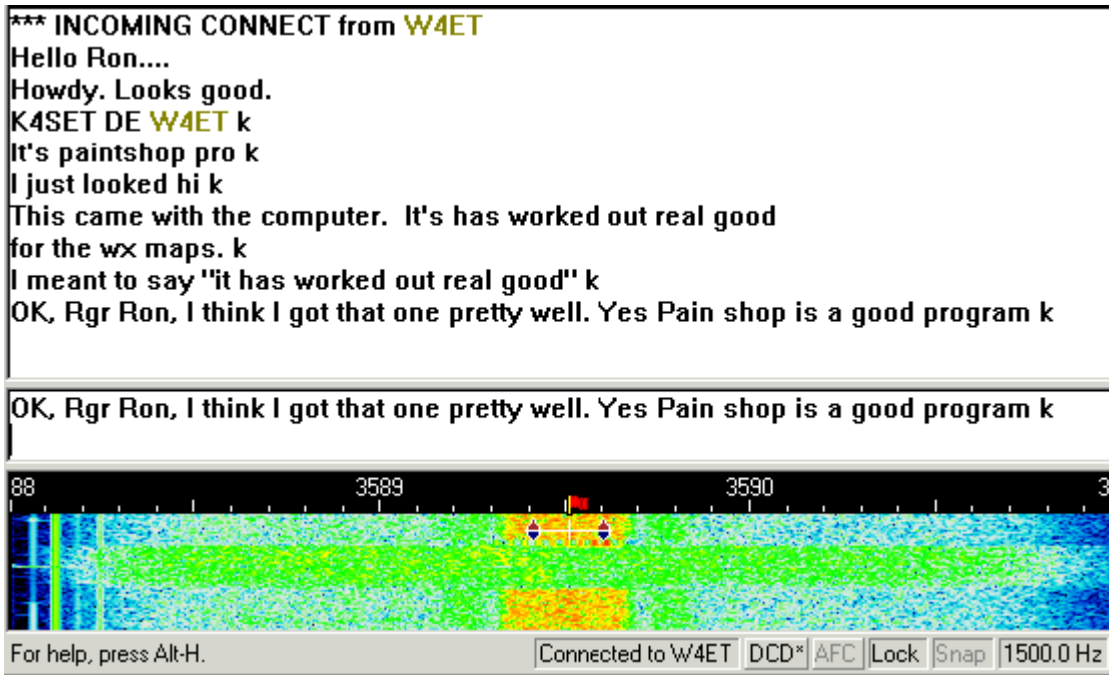 *** INCOMING CONNECT from W4ET
Hello Ron....
Howdy. Looks good.
K4SET DE W4ET k
It's paintshop pro k
I just looked hi k
This came with the computer.  It's has worked out real good
for the wx maps. k
I meant to say "it has worked out real good" k
OK, Rgr Ron, I think I got that one pretty well. Yes Pain shop is a good program k
OK, Rgr Ron, I think I got that one pretty well. Yes Pain shop is a good program k
88 3589 3590 3
For help, press Alt-H. Connected to W4ET DCD* AFC Lock Snap 1500.0 Hz